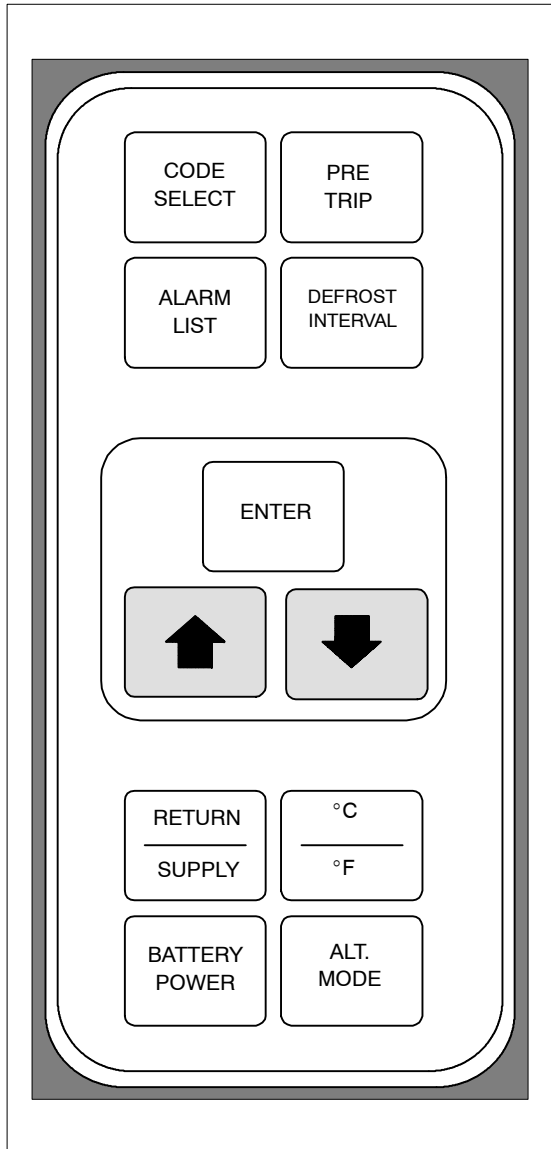 CODE
SELECT
PRE
TRIP
ALARM
LIST
DEFROST
INTERVAL
ENTER
RETURN
SUPPLY
°C
°F
BATTERY
POWER
ALT.
MODE